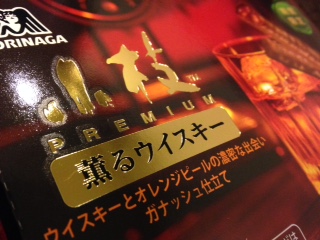 MORINAGA
小枝
PREMIUM
薫るウイスキー
ウイスキーとオレンジピールの濃密な出会い
ガナッシュ仕立て